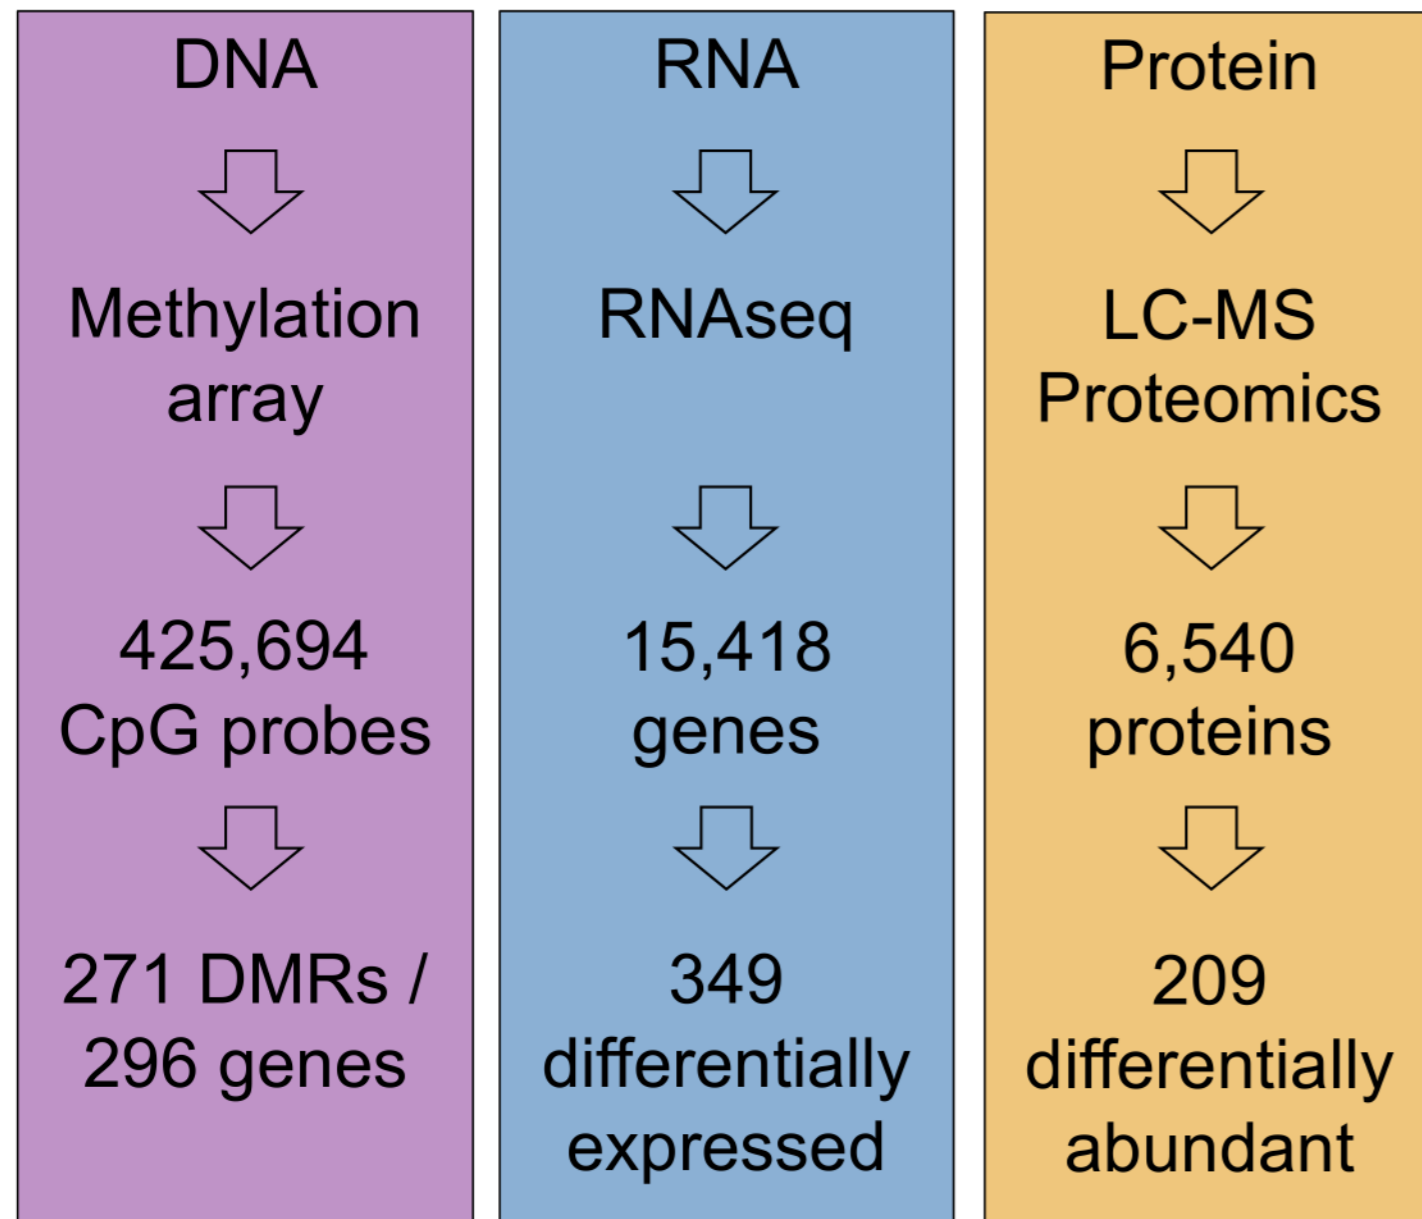 DNA
Methylation
array
425,694
CpG probes
271 DMRs /
296 genes
RNA
RNAseq
15,418
genes
349
differentially
expressed
Protein
LC-MS
Proteomics
6,540
proteins
209
differentially
abundant